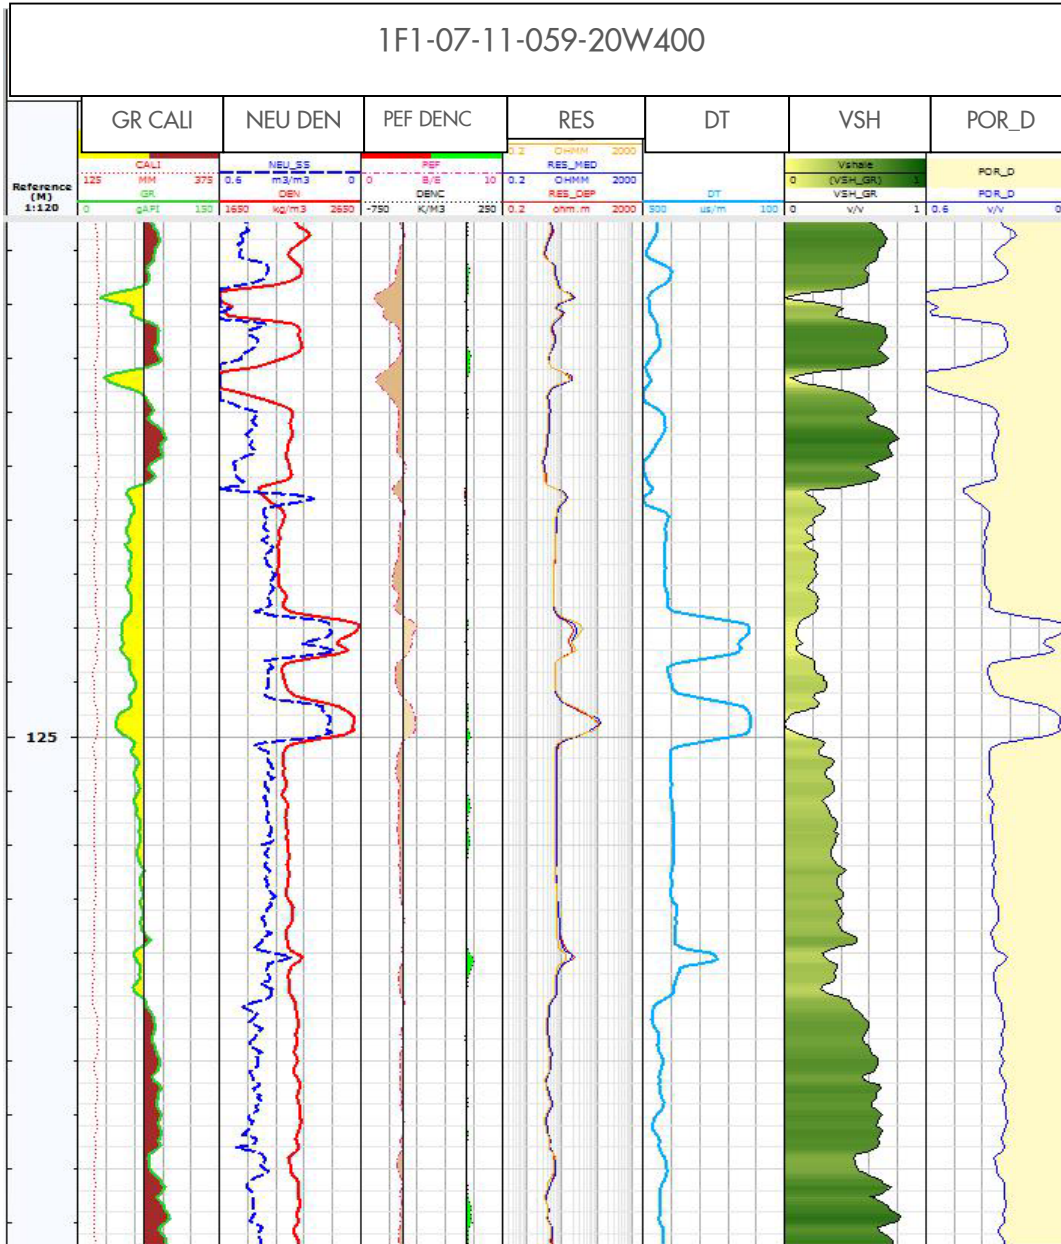 1F1-07-11-059-20W400
GR CALI NEU DEN PEF DENC RES DT VSH POR_D
0.2 OHMM 2000
CALI NEU_SS PEF RES_MED Vshale POR_D
125 MM 375 0.6 m3/m3 0 0 B/E 10 0.2 OHMM 2000 0 (VSH_GR) 1
Reference (M) 1:120
GR DEN DENC RES_DEP DT VSH_GR POR_D
0 gAPI 150 1650 kg/m3 2650 -750 K/M3 250 0.2 ohm.m 2000 500 us/m 100 0 v/v 1 0.6 v/v 0
125